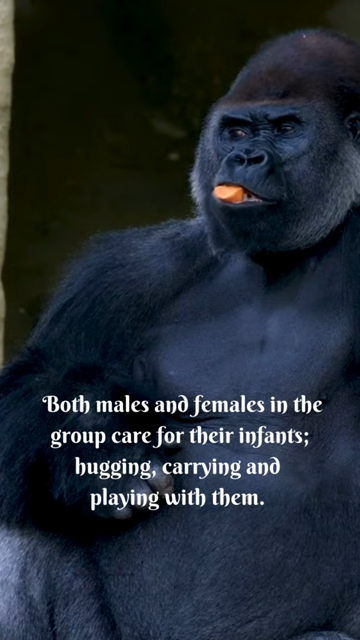 Both males and females in the
group care for their infants;
hugging, carrying and
playing with them.